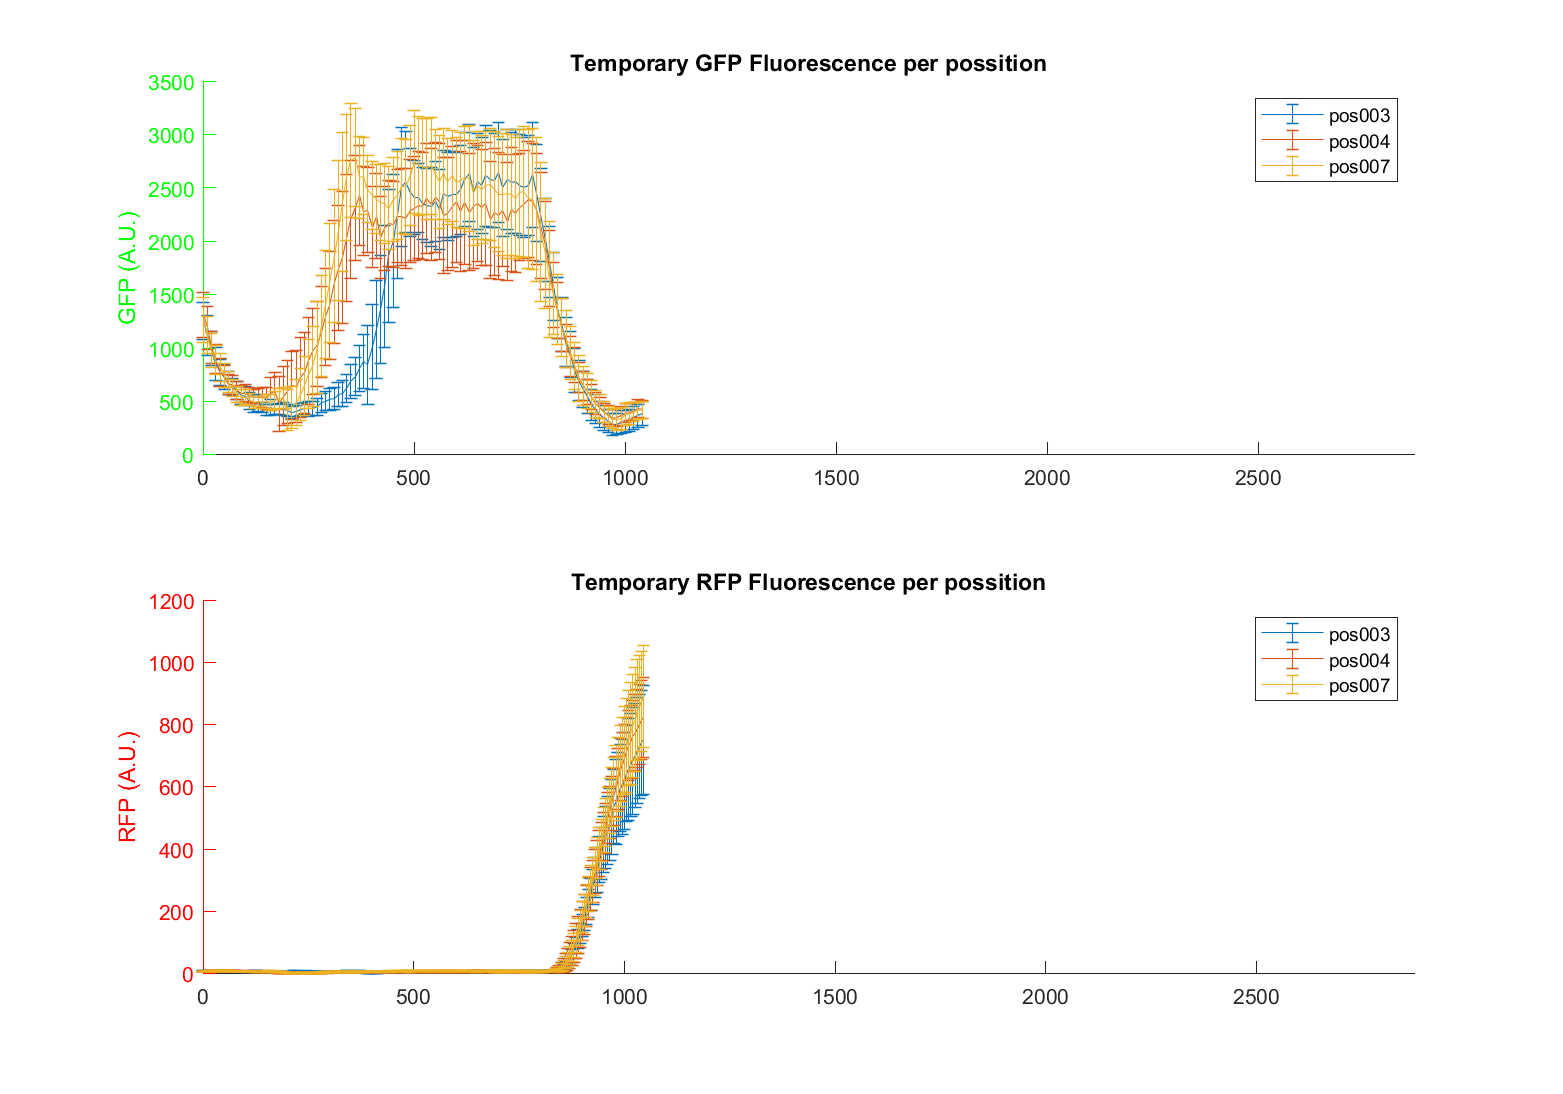 Temporary GFP Fluorescence per possition
GFP (A.U.)
3500
3000
2500
2000
1500
1000
500
0
0 500 1000 1500 2000 2500
pos003
pos004
pos007
Temporary RFP Fluorescence per possition
RFP (A.U.)
1200
1000
800
600
400
200
0
0 500 1000 1500 2000 2500
pos003
pos004
pos007